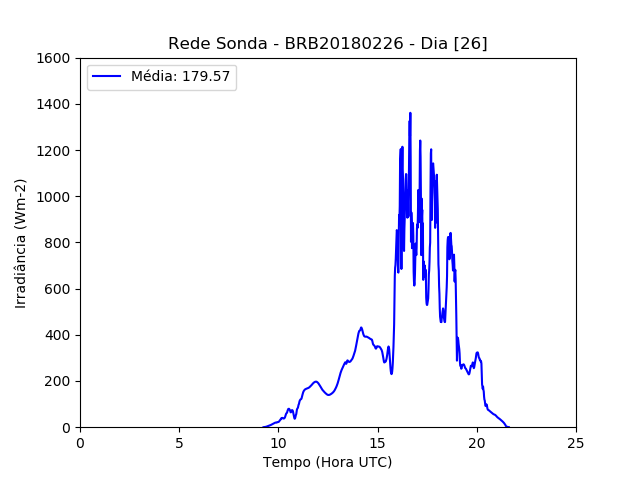 Rede Sonda - BRB20180226 - Dia [26]
Média: 179.57
1600
1400
1200
1000
800
600
400
200
0
Irradiância (Wm-2)
0 5 10 15 20 25
Tempo (Hora UTC)